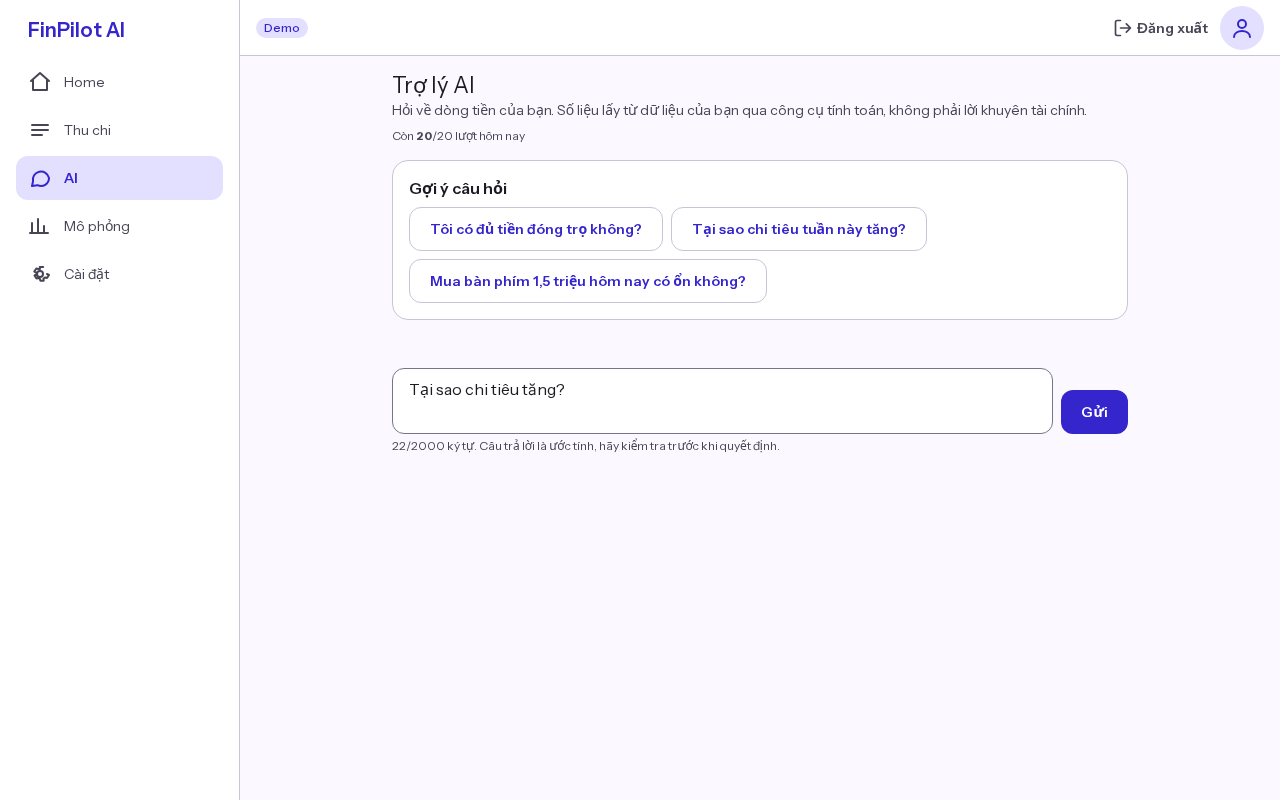 FinPilot AI
Demo
Đăng xuất
Home
Thu chi
AI
Mô phỏng
Cài đặt
Trợ lý AI
Hỏi về dòng tiền của bạn. Số liệu lấy từ dữ liệu của bạn qua công cụ tính toán, không phải lời khuyên tài chính.
Còn 20/20 lượt hôm nay
Gợi ý câu hỏi
Tôi có đủ tiền đóng trọ không?
Tại sao chi tiêu tuần này tăng?
Mua bàn phím 1,5 triệu hôm nay có ổn không?
Tại sao chi tiêu tăng?
Gửi
22/2000 ký tự. Câu trả lời là ước tính, hãy kiểm tra trước khi quyết định.